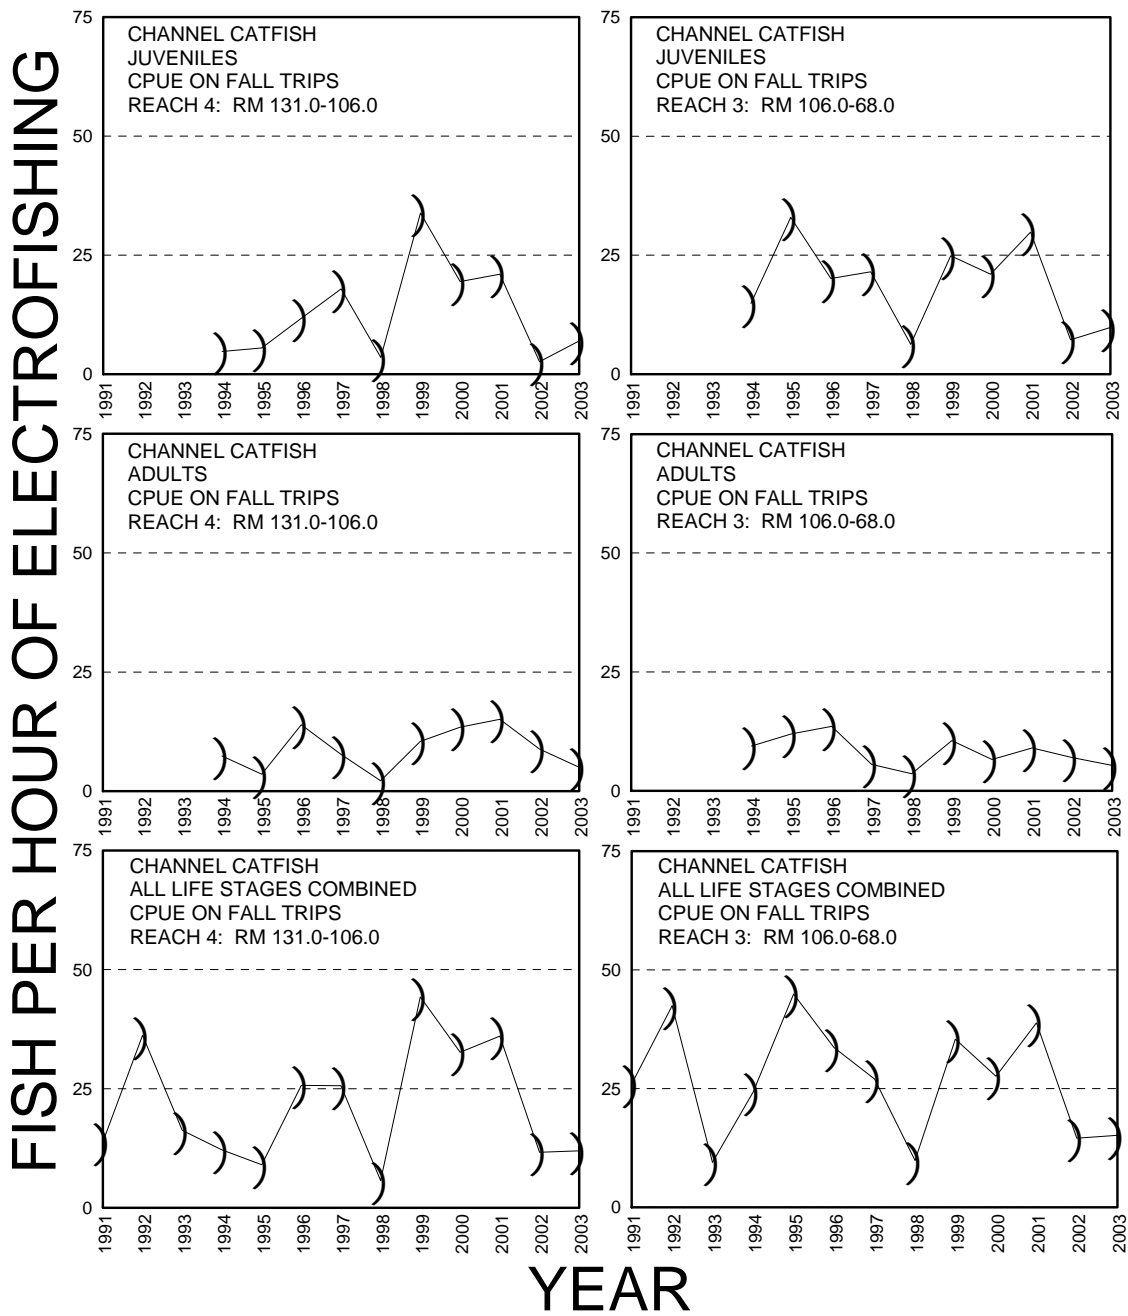 FISH PER HOUR OF ELECTROFISHING
75
50
25
0
CHANNEL CATFISH
JUVENILES
CPUE ON FALL TRIPS
REACH 4: RM 131.0-106.0
1991 1992 1993 1994 1995 1996 1997 1998 1999 2000 2001 2002 2003
75
50
25
0
CHANNEL CATFISH
JUVENILES
CPUE ON FALL TRIPS
REACH 3: RM 106.0-68.0
1991 1992 1993 1994 1995 1996 1997 1998 1999 2000 2001 2002 2003
75
50
25
0
CHANNEL CATFISH
ADULTS
CPUE ON FALL TRIPS
REACH 4: RM 131.0-106.0
1991 1992 1993 1994 1995 1996 1997 1998 1999 2000 2001 2002 2003
75
50
25
0
CHANNEL CATFISH
ADULTS
CPUE ON FALL TRIPS
REACH 3: RM 106.0-68.0
1991 1992 1993 1994 1995 1996 1997 1998 1999 2000 2001 2002 2003
75
50
25
0
CHANNEL CATFISH
ALL LIFE STAGES COMBINED
CPUE ON FALL TRIPS
REACH 4: RM 131.0-106.0
1991 1992 1993 1994 1995 1996 1997 1998 1999 2000 2001 2002 2003
75
50
25
0
CHANNEL CATFISH
ALL LIFE STAGES COMBINED
CPUE ON FALL TRIPS
REACH 3: RM 106.0-68.0
1991 1992 1993 1994 1995 1996 1997 1998 1999 2000 2001 2002 2003
YEAR